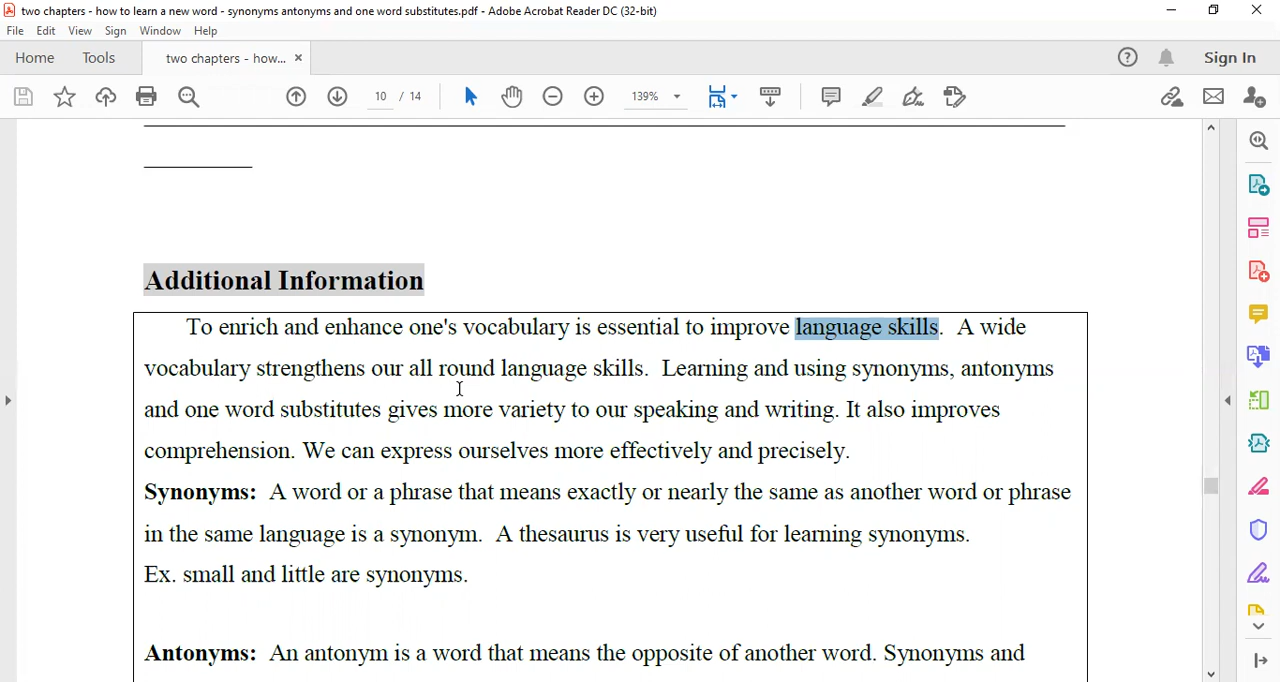 two chapters - how to learn a new word - synonyms antonyms and one word substitutes.pdf - Adobe Acrobat Reader DC (32-bit)
File Edit View Sign Window Help
Home Tools two chapters - how... × Sign In
10 / 14 139%
Additional Information
To enrich and enhance one's vocabulary is essential to improve language skills. A wide
vocabulary strengthens our all round language skills. Learning and using synonyms, antonyms
and one word substitutes gives more variety to our speaking and writing. It also improves
comprehension. We can express ourselves more effectively and precisely.
Synonyms: A word or a phrase that means exactly or nearly the same as another word or phrase
in the same language is a synonym. A thesaurus is very useful for learning synonyms.
Ex. small and little are synonyms.
Antonyms: An antonym is a word that means the opposite of another word. Synonyms and